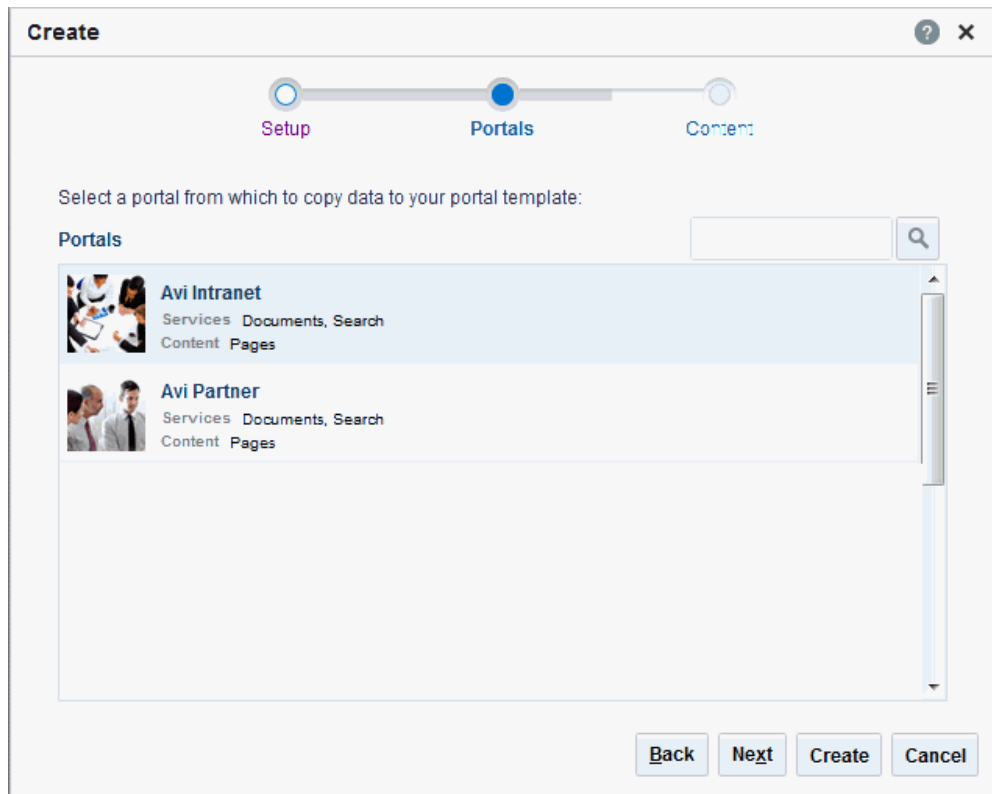 Create
?
Setup
Portals
Content
Select a portal from which to copy data to your portal template:
Portals
Avi Intranet
Services Documents, Search
Content Pages
Avi Partner
Services Documents, Search
Content Pages
Back Next Create Cancel